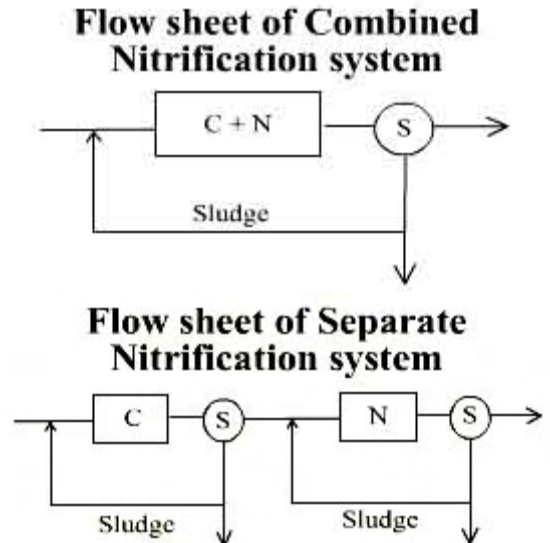 Flow sheet of Combined
Nitrification system
C + N
S
Sludge
Flow sheet of Separate
Nitrification system
C
S
N
S
Sludge
Sludge